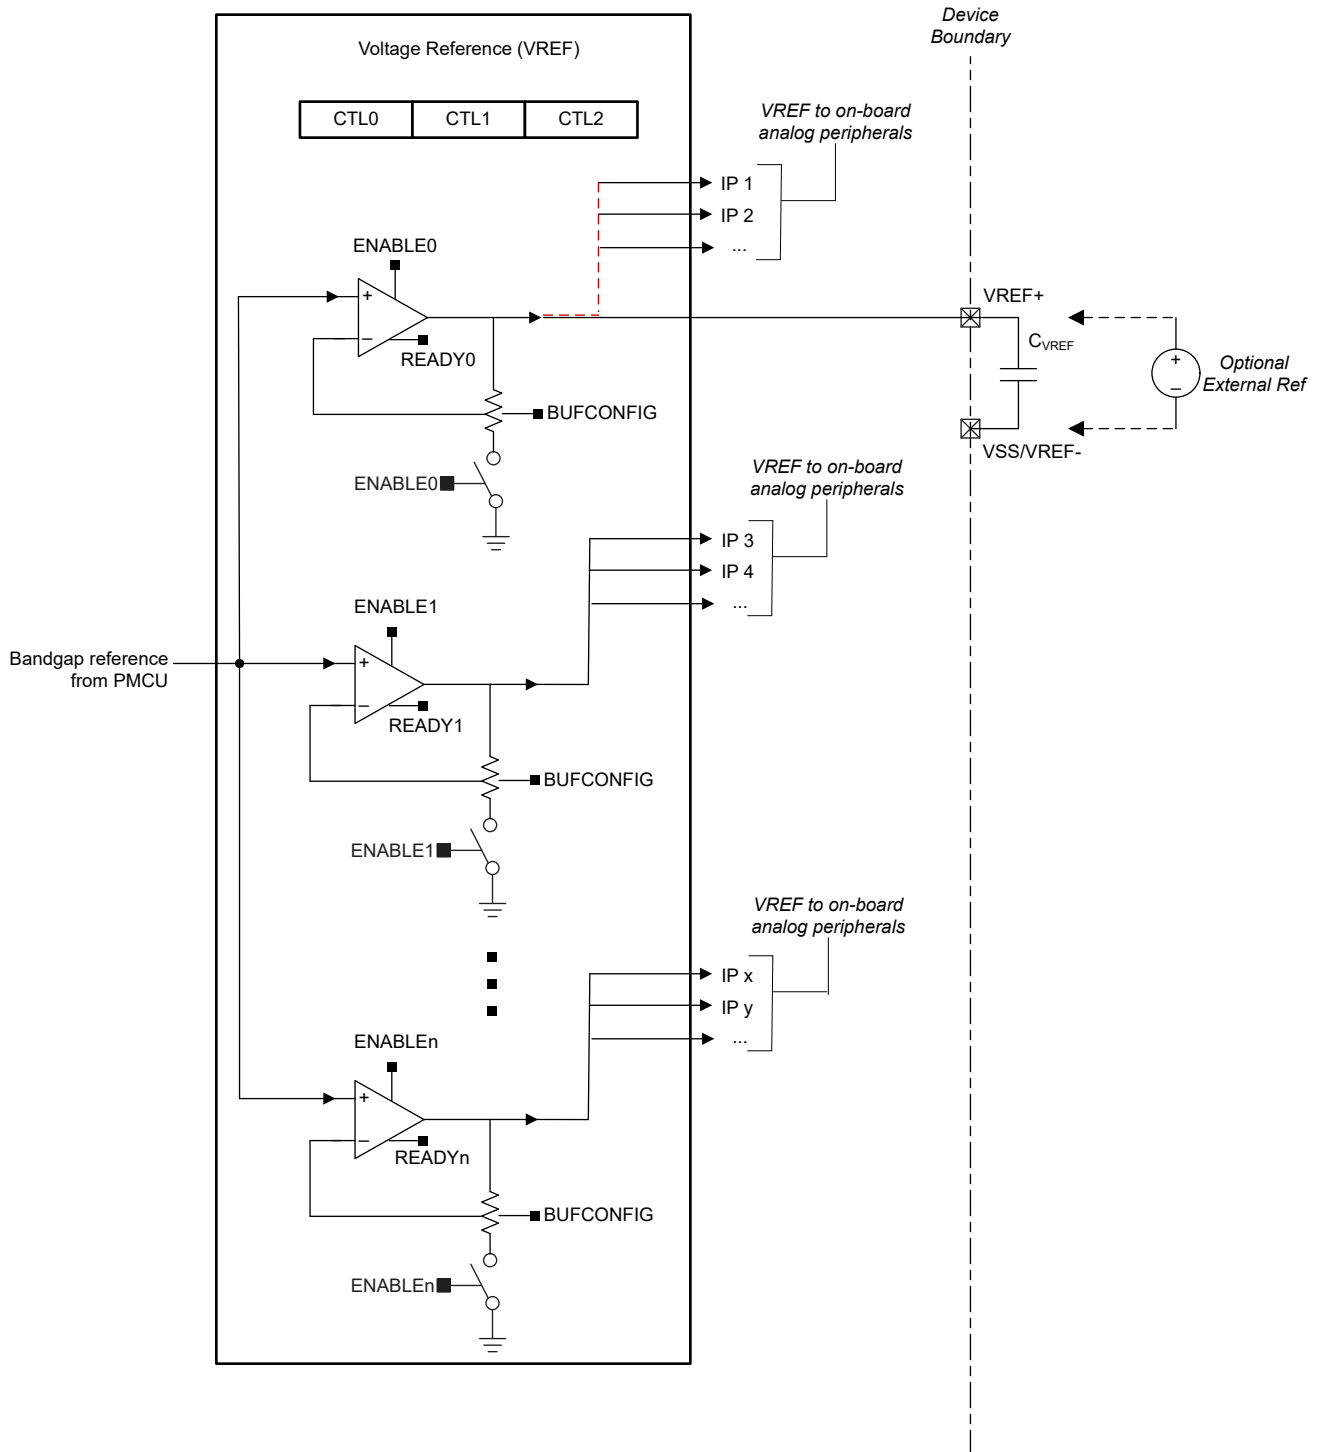 Device
Boundary
Voltage Reference (VREF)
CTL0 CTL1 CTL2
VREF to on-board
analog peripherals
IP 1
IP 2
...
ENABLE0
+
–
READY0
BUFCONFIG
ENABLE0
VREF+
CVREF
+
–
Optional
External Ref
VSS/VREF-
VREF to on-board
analog peripherals
IP 3
IP 4
...
ENABLE1
Bandgap reference
from PMCU
+
–
READY1
BUFCONFIG
ENABLE1
VREF to on-board
analog peripherals
IP x
IP y
...
ENABLEn
+
–
READYn
BUFCONFIG
ENABLEn